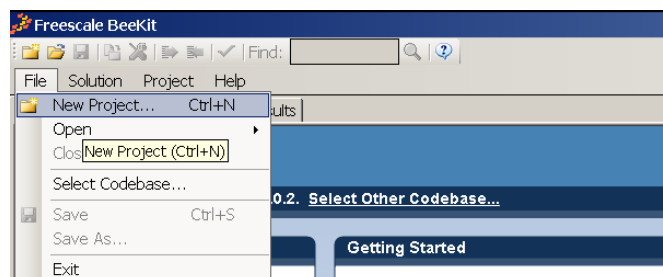 Freescale BeeKit
Find:
File Solution Project Help
New Project... Ctrl+N
sults
Open
Clos
New Project (Ctrl+N)
Select Codebase...
.0.2. Select Other Codebase...
Save Ctrl+S
Save As...
Getting Started
Exit